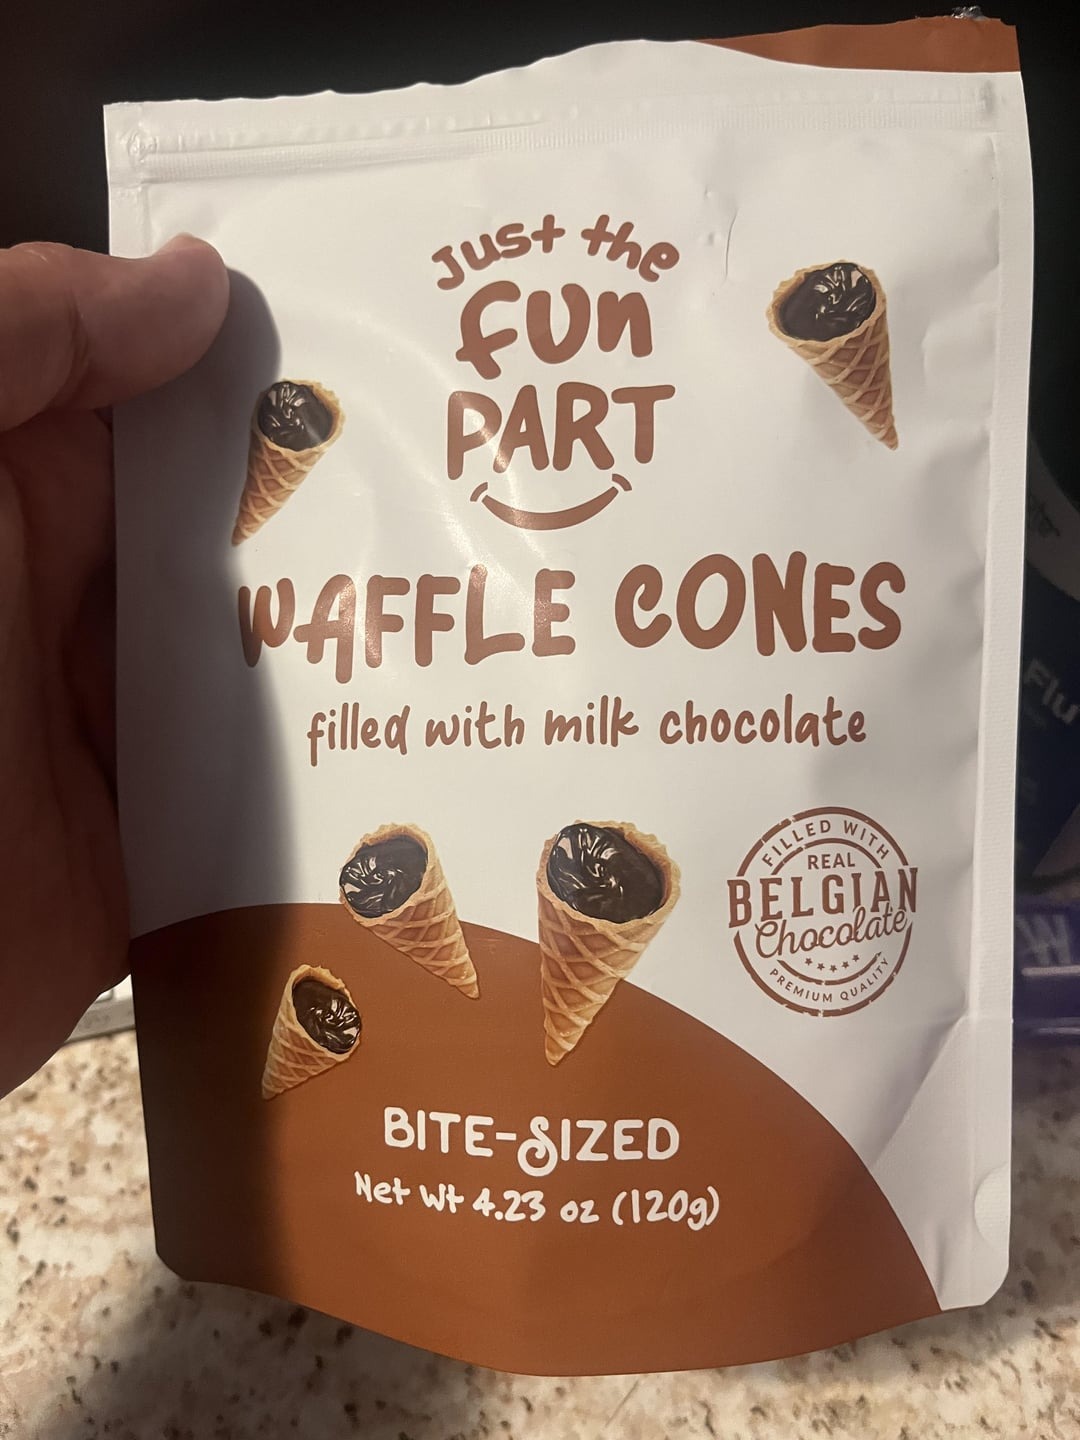 Just the
fun
PART
WAFFLE CONES
filled with milk chocolate
FILLED WITH
REAL
BELGIAN
Chocolate
PREMIUM QUALITY
BITE-SIZED
Net Wt 4.23 oz (120g)
Flu